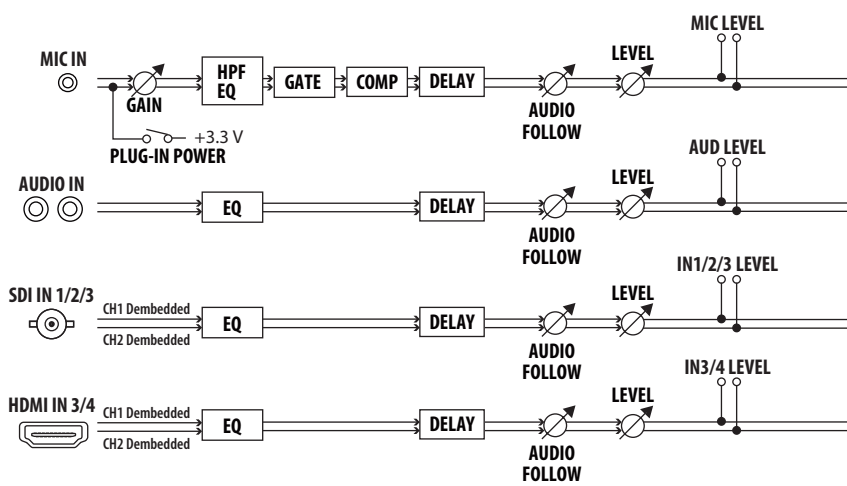 MIC LEVEL
MIC IN
LEVEL
HPF
EQ
GATE
COMP
DELAY
GAIN
AUDIO
FOLLOW
+3.3 V
PLUG-IN POWER
AUD LEVEL
AUDIO IN
LEVEL
EQ
DELAY
AUDIO
FOLLOW
IN1/2/3 LEVEL
SDI IN 1/2/3
LEVEL
CH1 Dembedded
EQ
DELAY
CH2 Dembedded
AUDIO
FOLLOW
IN3/4 LEVEL
HDMI IN 3/4
LEVEL
CH1 Dembedded
EQ
DELAY
CH2 Dembedded
AUDIO
FOLLOW